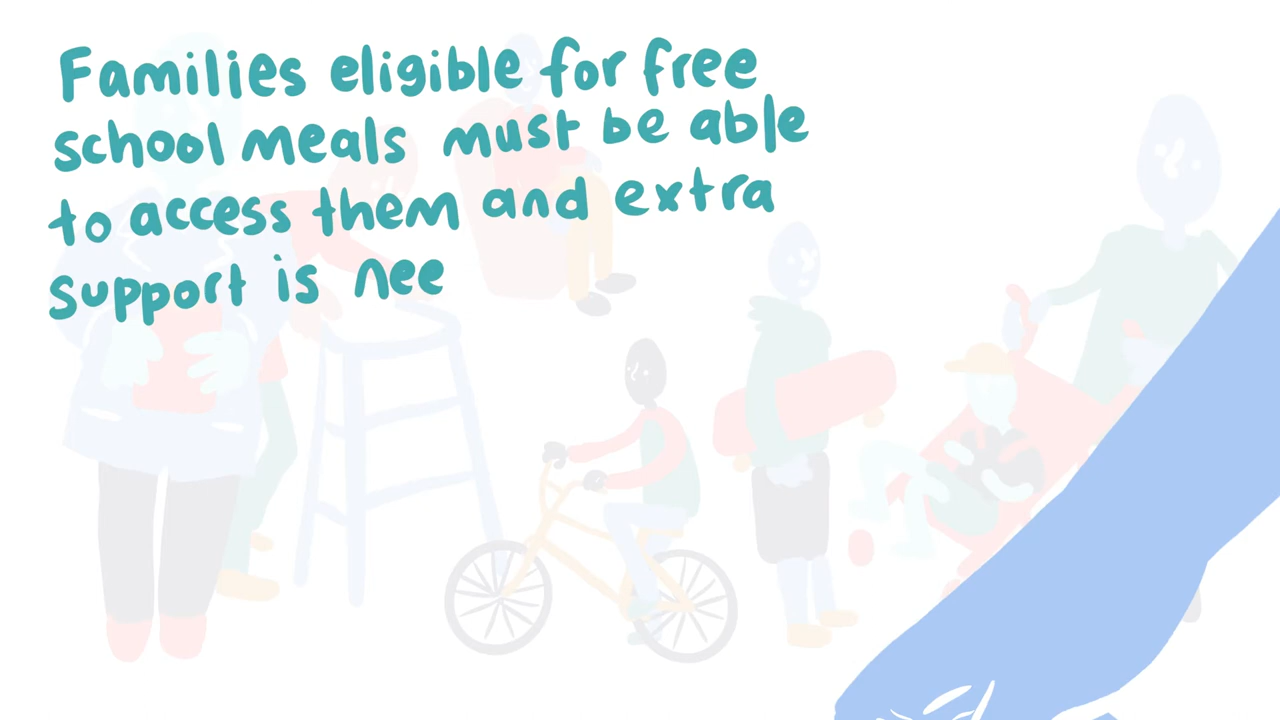 Families eligible for free
school meals must be able
to access them and extra
support is nee